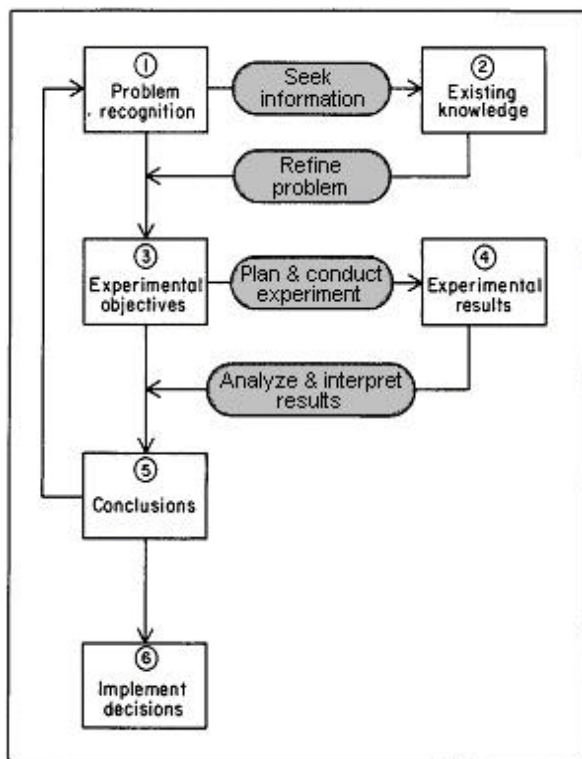 1
Problem
recognition
Seek
information
2
Existing
knowledge
Refine
problem
3
Experimental
objectives
Plan & conduct
experiment
4
Experimental
results
Analyze & interpret
results
5
Conclusions
6
Implement
decisions